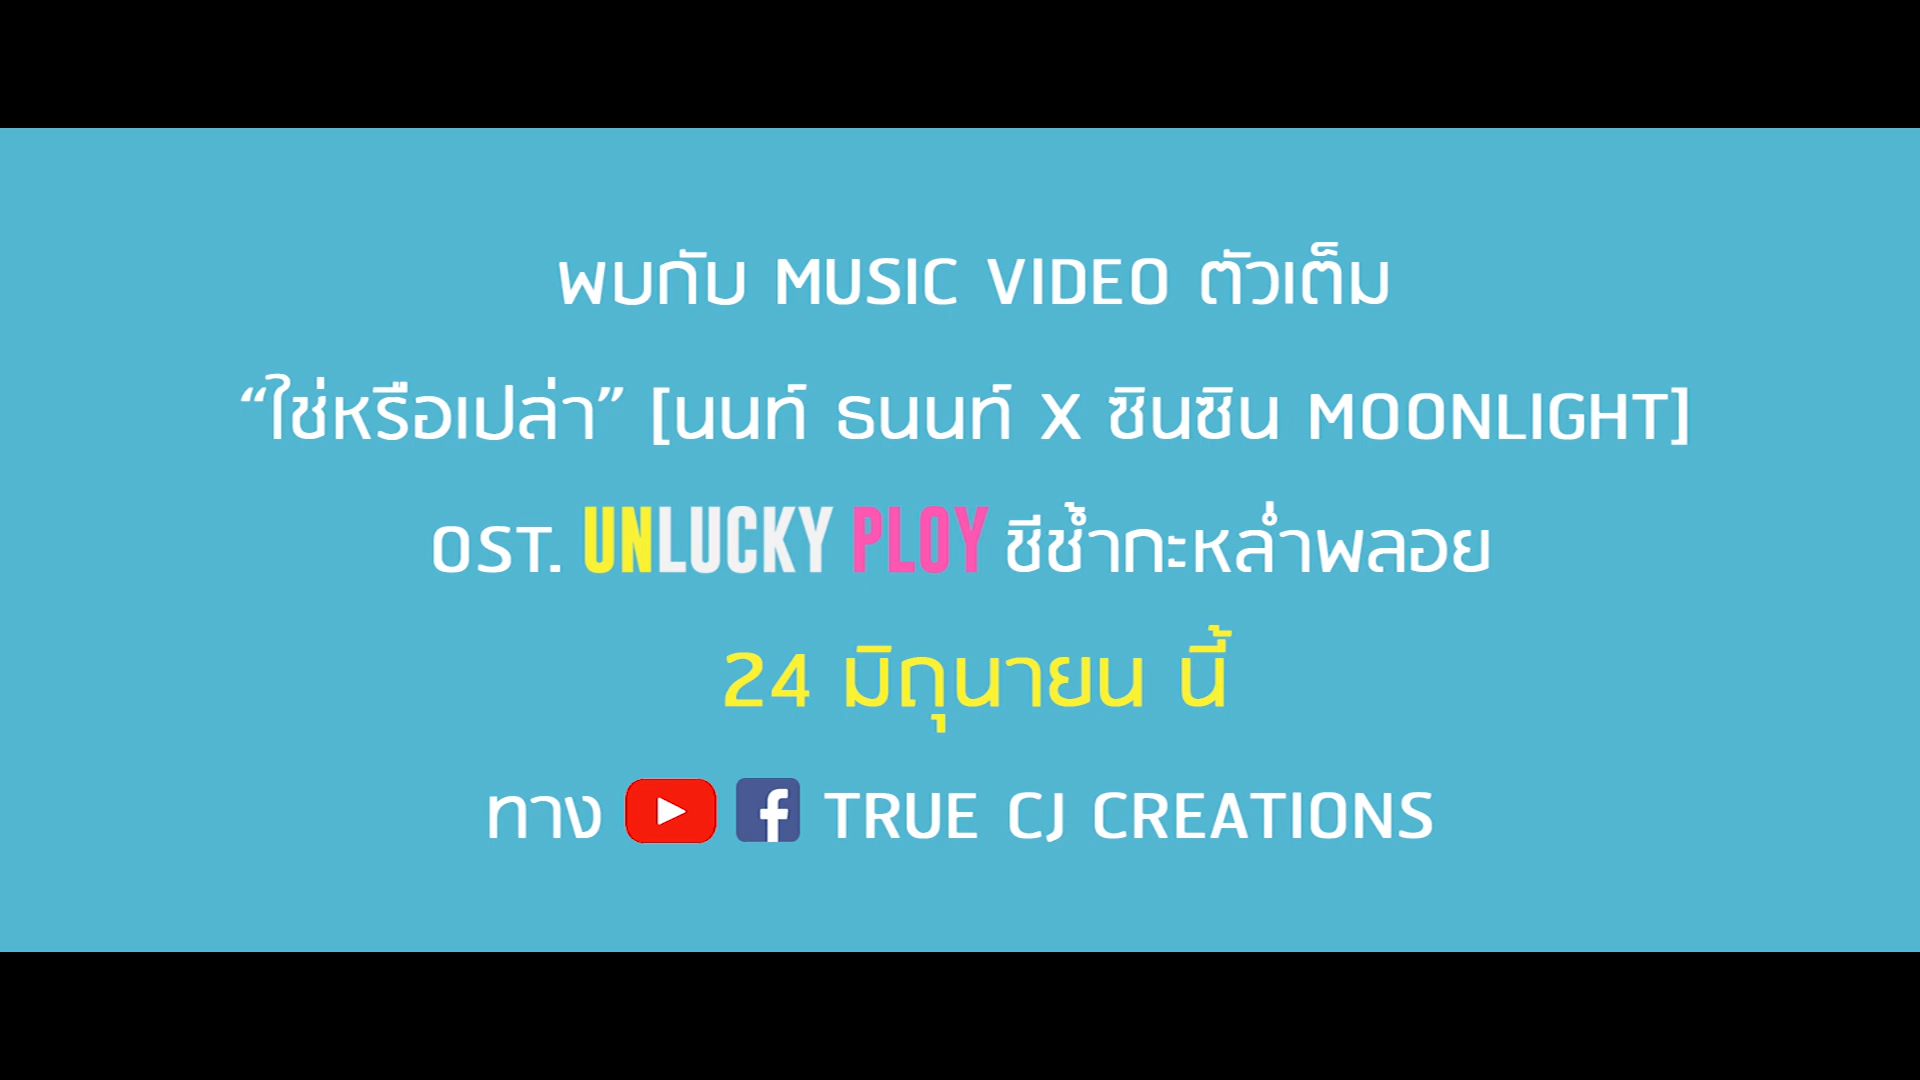 พบกับ MUSIC VIDEO ตัวเต็ม
“ใช่หรือเปล่า” [นนท์ ธนนท์ X ซินซิน MOONLIGHT]
OST. UNLUCKY PLOY ชีช้ำกะหล่ำพลอย
24 มิถุนายน นี้
ทาง TRUE CJ CREATIONS